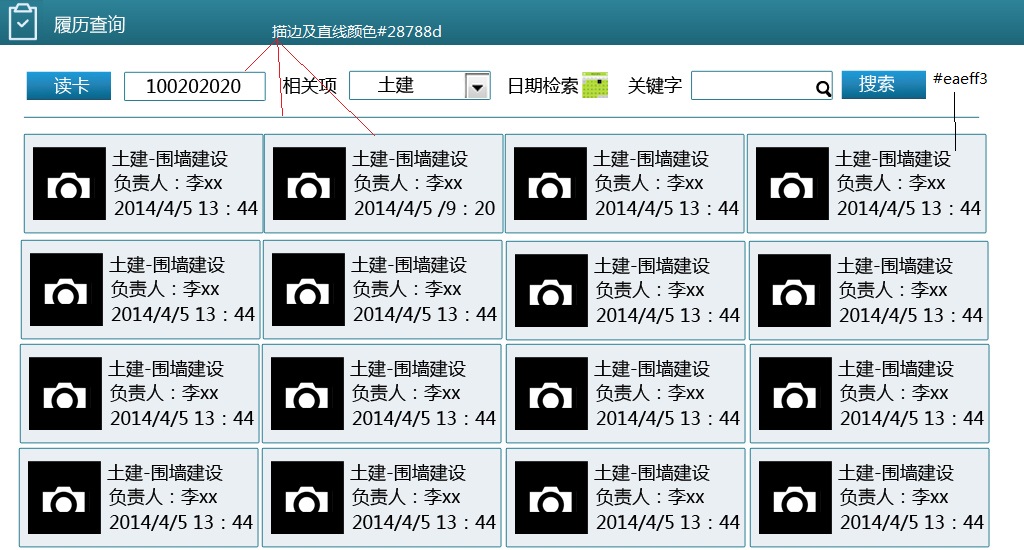 履历查询
描边及直线颜色#28788d
读卡 100202020 相关项 土建 日期检索 关键字 搜索 #eaeff3
土建-围墙建设 土建-围墙建设 土建-围墙建设 土建-围墙建设
负责人：李xx 负责人：李xx 负责人：李xx 负责人：李xx
2014/4/5 13：44 2014/4/5 /9：20 2014/4/5 13：44 2014/4/5 13：44
土建-围墙建设 土建-围墙建设 土建-围墙建设 土建-围墙建设
负责人：李xx 负责人：李xx 负责人：李xx 负责人：李xx
2014/4/5 13：44 2014/4/5 13：44 2014/4/5 13：44 2014/4/5 13：44
土建-围墙建设 土建-围墙建设 土建-围墙建设 土建-围墙建设
负责人：李xx 负责人：李xx 负责人：李xx 负责人：李xx
2014/4/5 13：44 2014/4/5 13：44 2014/4/5 13：44 2014/4/5 13：44
土建-围墙建设 土建-围墙建设 土建-围墙建设 土建-围墙建设
负责人：李xx 负责人：李xx 负责人：李xx 负责人：李xx
2014/4/5 13：44 2014/4/5 13：44 2014/4/5 13：44 2014/4/5 13：44